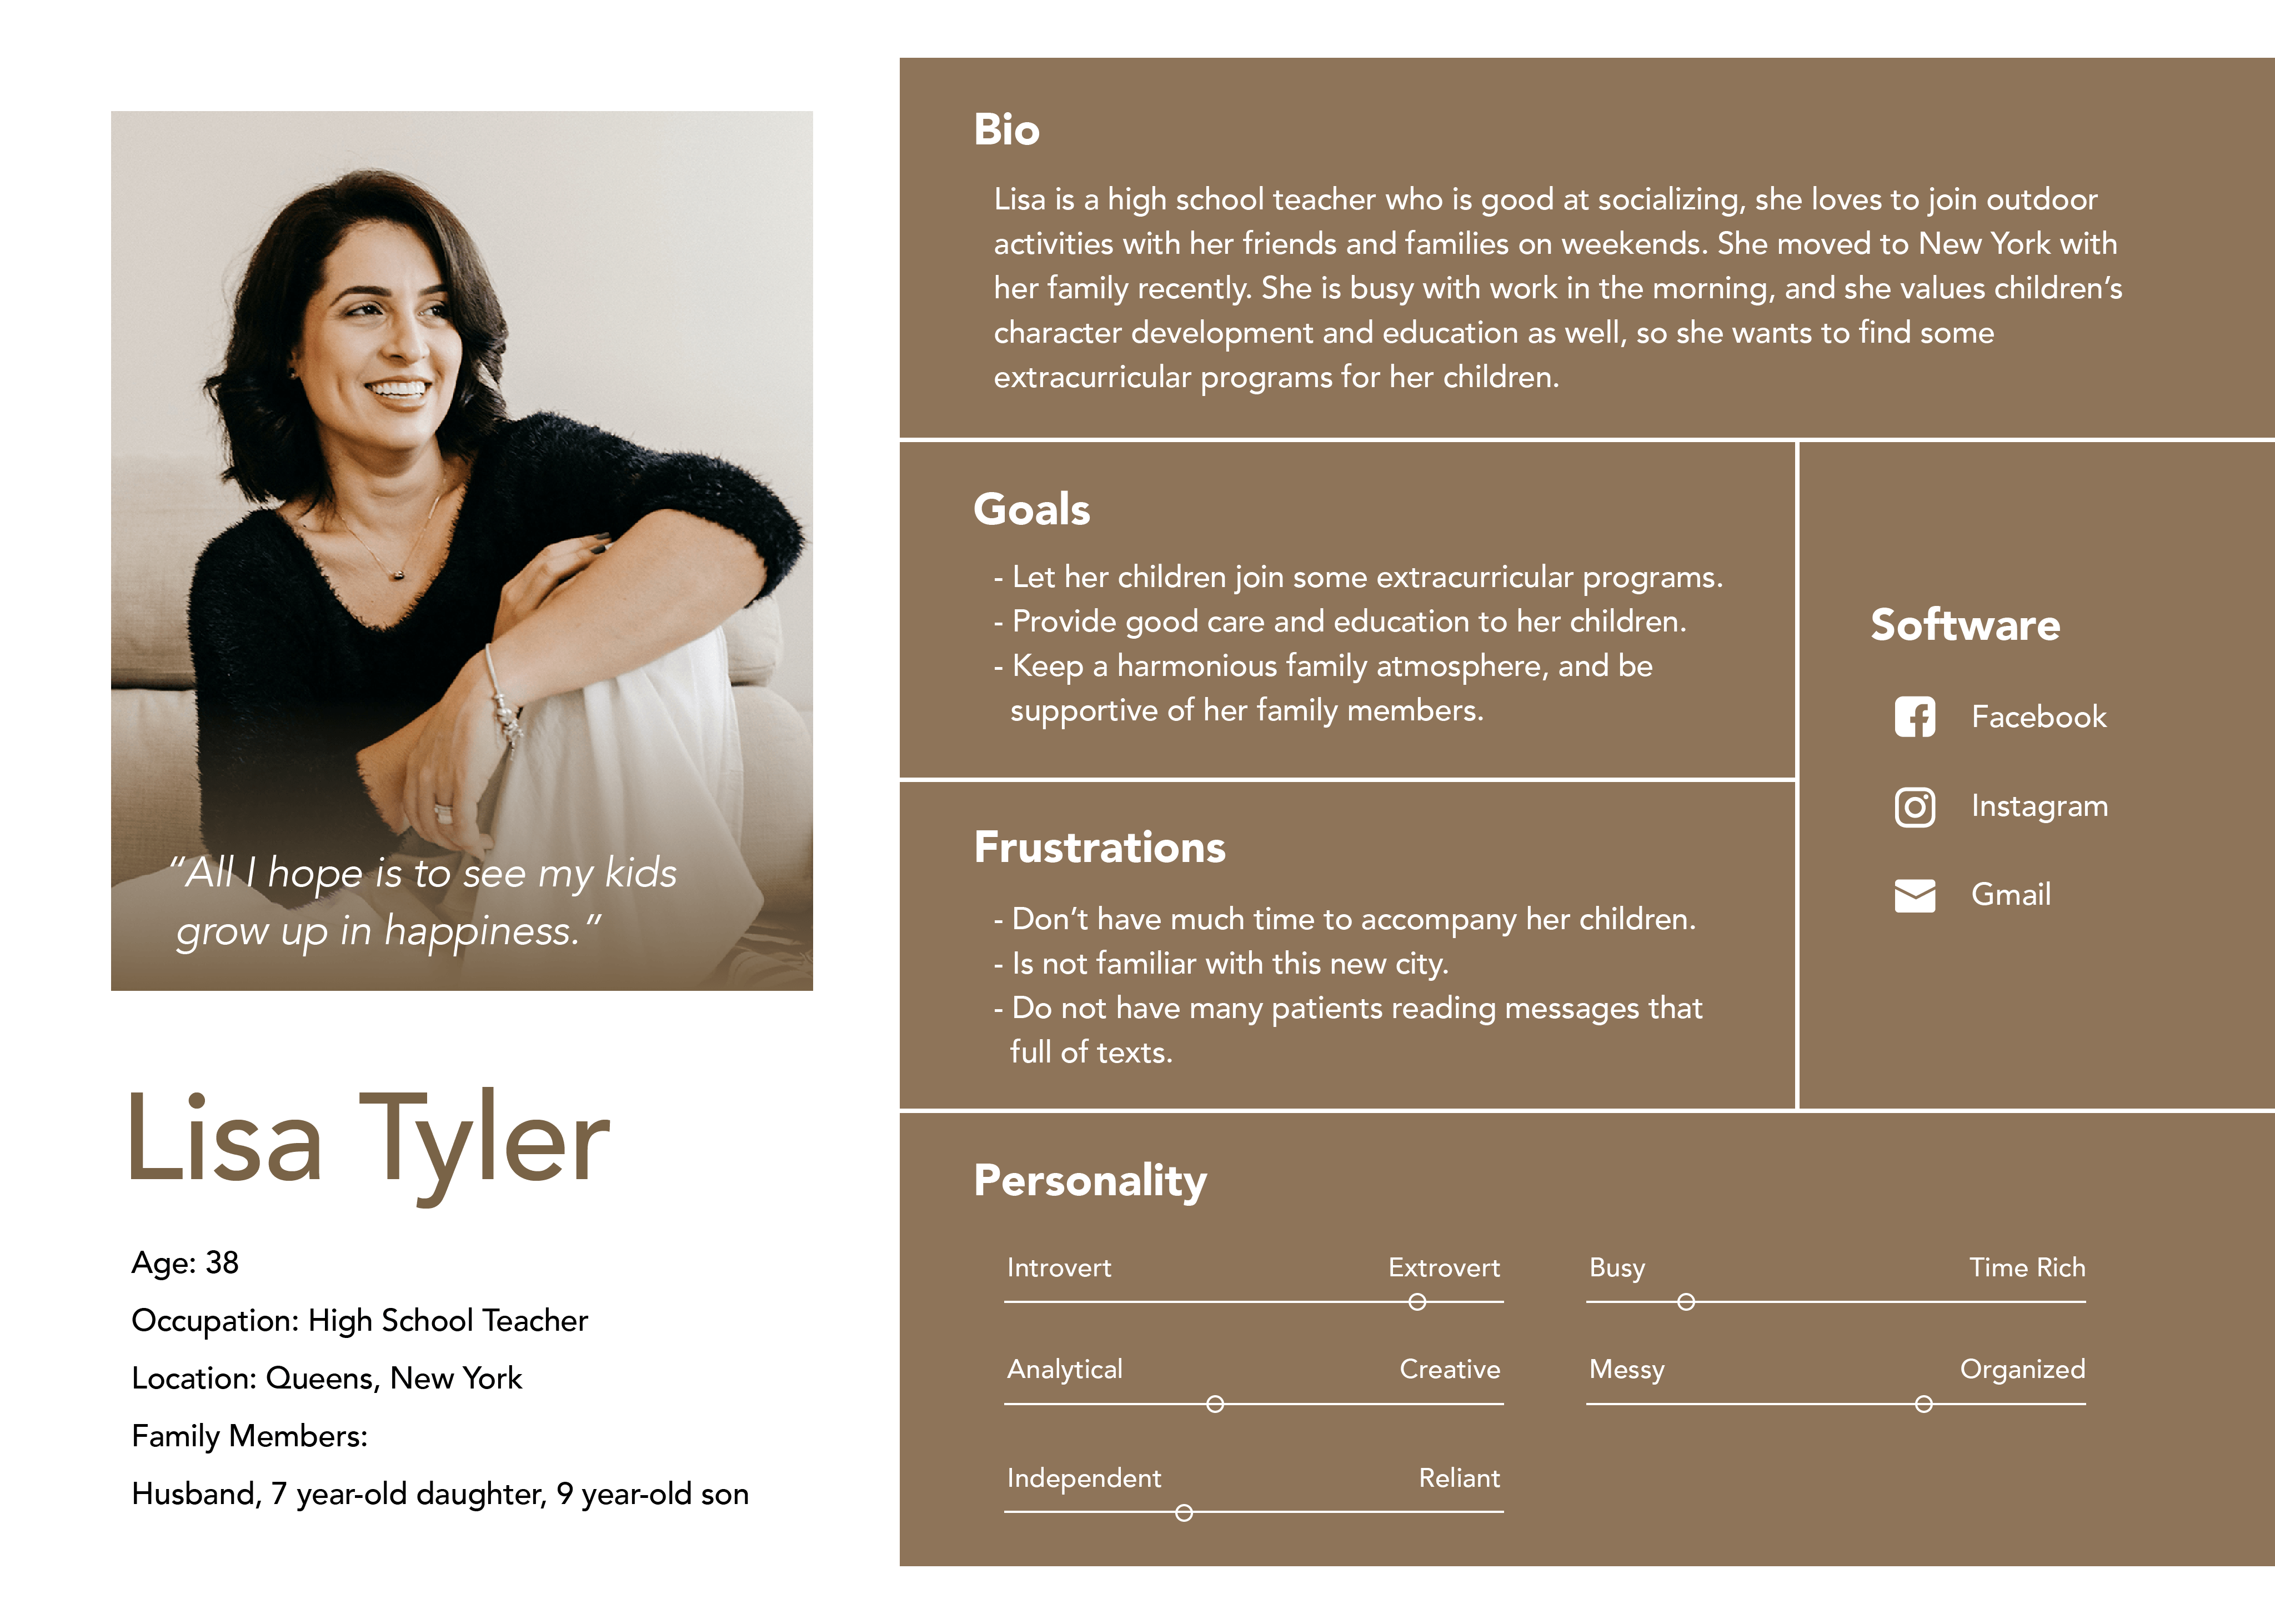 “All I hope is to see my kids
grow up in happiness.”
Lisa Tyler
Age: 38
Occupation: High School Teacher
Location: Queens, New York
Family Members:
Husband, 7 year-old daughter, 9 year-old son
Bio
Lisa is a high school teacher who is good at socializing, she loves to join outdoor
activities with her friends and families on weekends. She moved to New York with
her family recently. She is busy with work in the morning, and she values children’s
character development and education as well, so she wants to find some
extracurricular programs for her children.
Goals
- Let her children join some extracurricular programs.
- Provide good care and education to her children.
- Keep a harmonious family atmosphere, and be
supportive of her family members.
Frustrations
- Don’t have much time to accompany her children.
- Is not familiar with this new city.
- Do not have many patients reading messages that
full of texts.
Software
Facebook
Instagram
Gmail
Personality
Introvert Extrovert
Busy Time Rich
Analytical Creative
Messy Organized
Independent Reliant